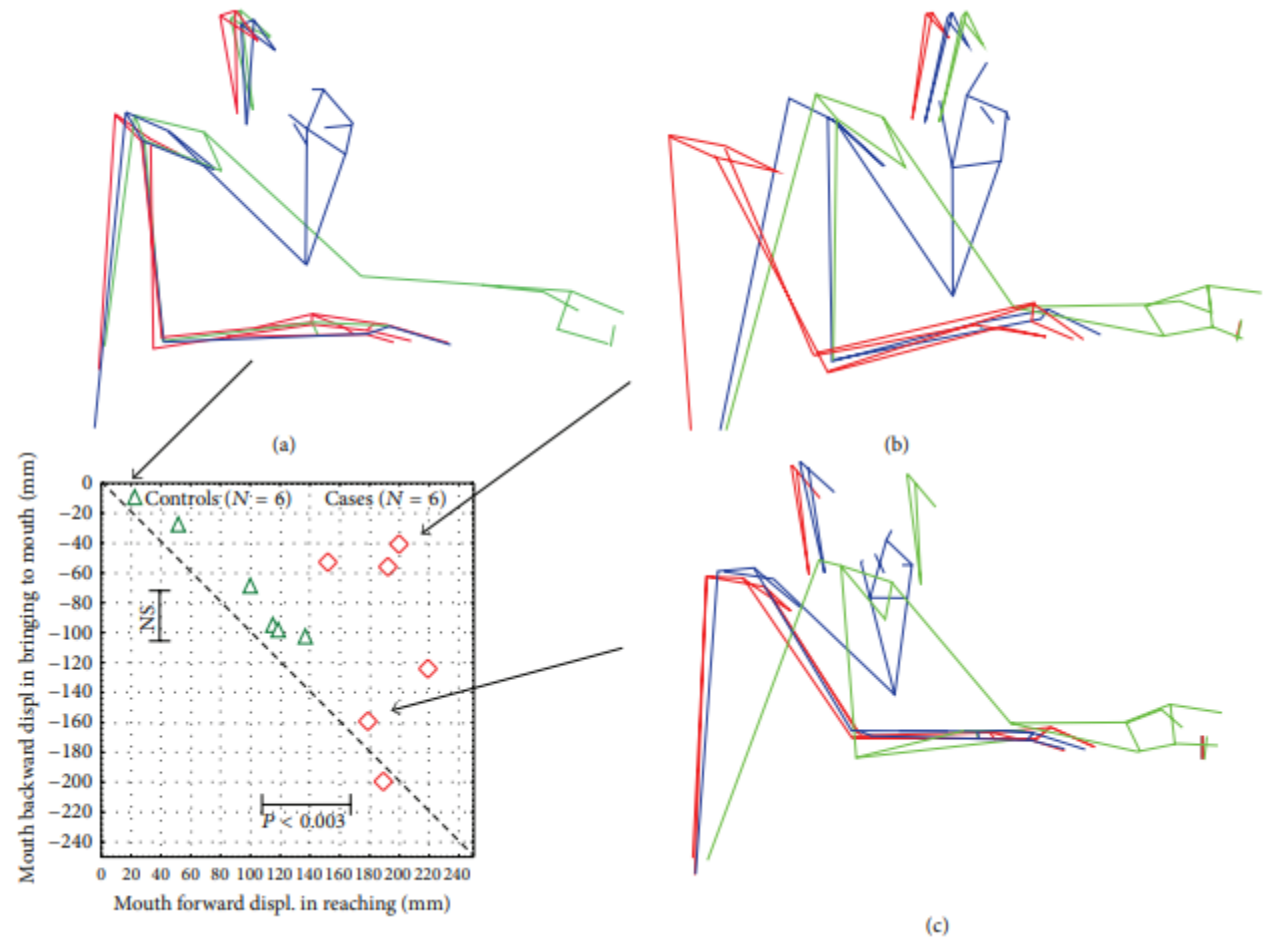 (a)
(b)
Mouth backward displ in bringing to mouth (mm)
0
Controls (N = 6) Cases (N = 6)
−20
−40
−60
−80
NS.
−100
−120
−140
−160
−180
−200
−220
P < 0.003
−240
0 20 40 60 80 100 120 140 160 180 200 220 240
Mouth forward displ. in reaching (mm)
(c)